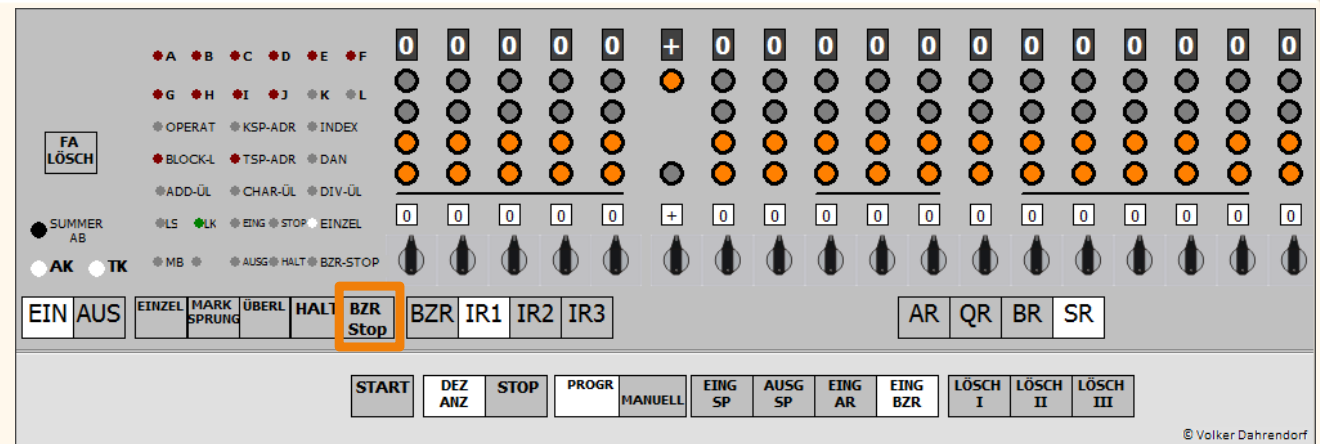 0 0 0 0 0 + 0 0 0 0 0 0 0 0 0 0 0 0
A B C D E F
G H I J K L
OPERAT KSP-ADR INDEX
FA
LÖSCH
BLOCK-L TSP-ADR DAN
ADD-ÜL CHAR-ÜL DIV-ÜL
0 0 0 0 0 + 0 0 0 0 0 0 0 0 0 0 0 0
SUMMER
AB
LS LK EING STOP EINZEL
AK TK
MB AUSG HALT BZR-STOP
EIN AUS
EINZEL
MARK
SPRUNG
ÜBERL
HALT
BZR
Stop
BZR IR1 IR2 IR3
AR QR BR SR
START
DEZ
ANZ
STOP
PROGR
MANUELL
EING
SP
AUSG
SP
EING
AR
EING
BZR
LÖSCH
I
LÖSCH
II
LÖSCH
III
© Volker Dahrendorf